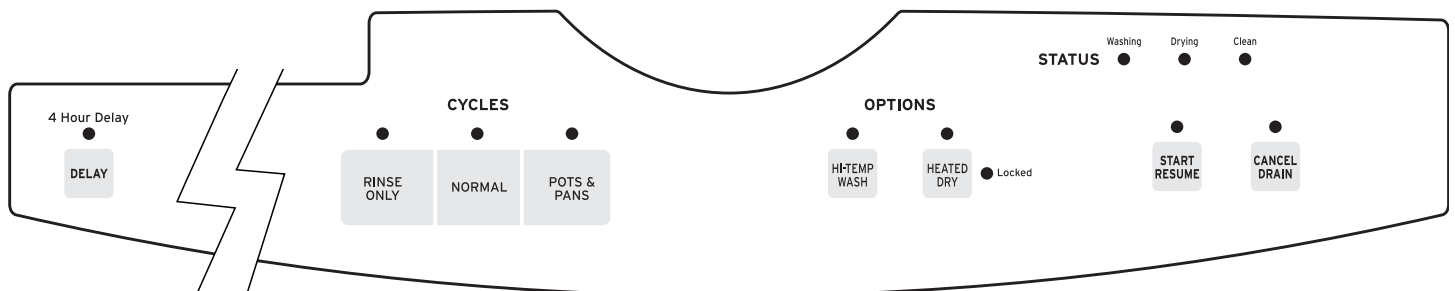 4 Hour Delay
DELAY
CYCLES
RINSE
ONLY
NORMAL
POTS &
PANS
OPTIONS
HI-TEMP
WASH
HEATED
DRY
Locked
STATUS
Washing
Drying
Clean
START
RESUME
CANCEL
DRAIN